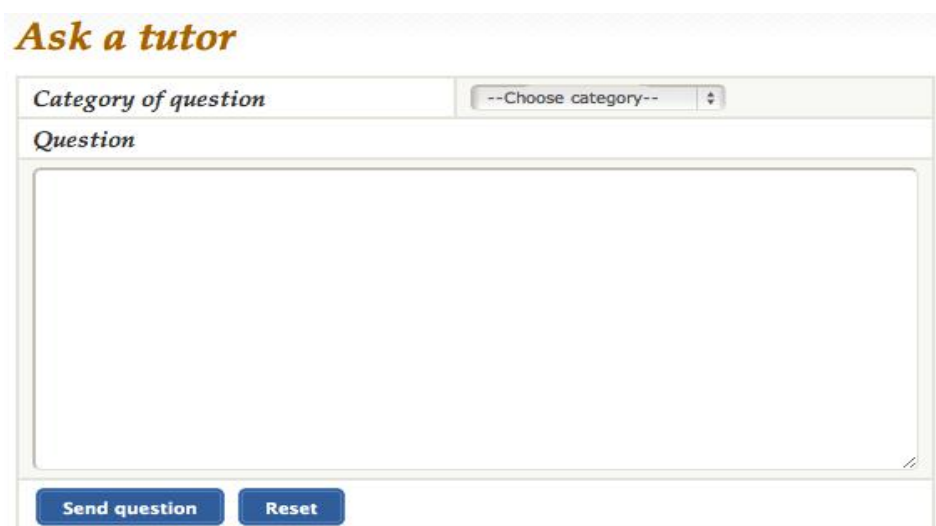 Ask a tutor
Category of question --Choose category--
Question
Send question Reset